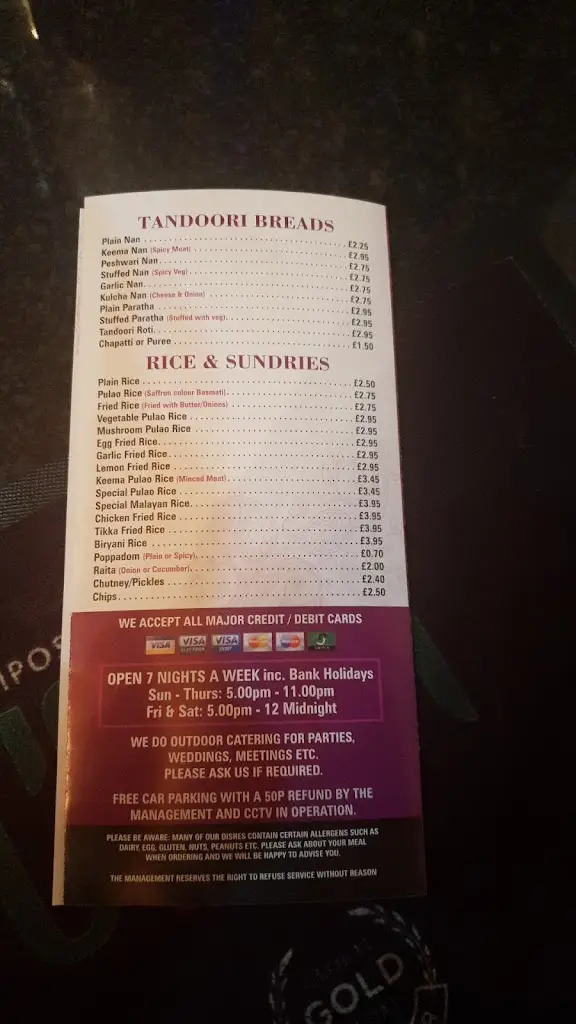 TANDOORI BREADS
Plain Nan £2.25
Keema Nan (Spicy Meat) £2.95
Peshwari Nan £2.75
Stuffed Nan (Spicy Veg) £2.75
Garlic Nan £2.75
Kulcha Nan (Cheese & Onion) £2.75
Plain Paratha £2.95
Stuffed Paratha (Stuffed with veg) £2.95
Tandoori Roti £2.95
Chapatti or Puree £1.50
RICE & SUNDRIES
Plain Rice £2.50
Pulao Rice (Saffron colour Basmati) £2.75
Fried Rice (Fried with Butter/Onions) £2.75
Vegetable Pulao Rice £2.95
Mushroom Pulao Rice £2.95
Egg Fried Rice £2.95
Garlic Fried Rice £2.95
Lemon Fried Rice £2.95
Keema Pulao Rice (Minced Meat) £3.45
Special Pulao Rice £3.45
Special Malayan Rice £3.95
Chicken Fried Rice £3.95
Tikka Fried Rice £3.95
Biryani Rice £3.95
Poppadom (Plain or Spicy) £0.70
Raita (Onion or Cucumber) £2.00
Chutney/Pickles £2.40
Chips £2.50
WE ACCEPT ALL MAJOR CREDIT / DEBIT CARDS
VISA VISA VISA
OPEN 7 NIGHTS A WEEK inc. Bank Holidays
Sun - Thurs: 5.00pm - 11.00pm
Fri & Sat: 5.00pm - 12 Midnight
WE DO OUTDOOR CATERING FOR PARTIES,
WEDDINGS, MEETINGS ETC.
PLEASE ASK US IF REQUIRED.
FREE CAR PARKING WITH A 50P REFUND BY THE
MANAGEMENT AND CCTV IN OPERATION.
PLEASE BE AWARE: MANY OF OUR DISHES CONTAIN CERTAIN ALLERGENS SUCH AS
DAIRY, EGG, GLUTEN, NUTS, PEANUTS ETC. PLEASE ASK ABOUT YOUR MEAL
WHEN ORDERING AND WE WILL BE HAPPY TO ADVISE YOU.
THE MANAGEMENT RESERVES THE RIGHT TO REFUSE SERVICE WITHOUT REASON
GOLD